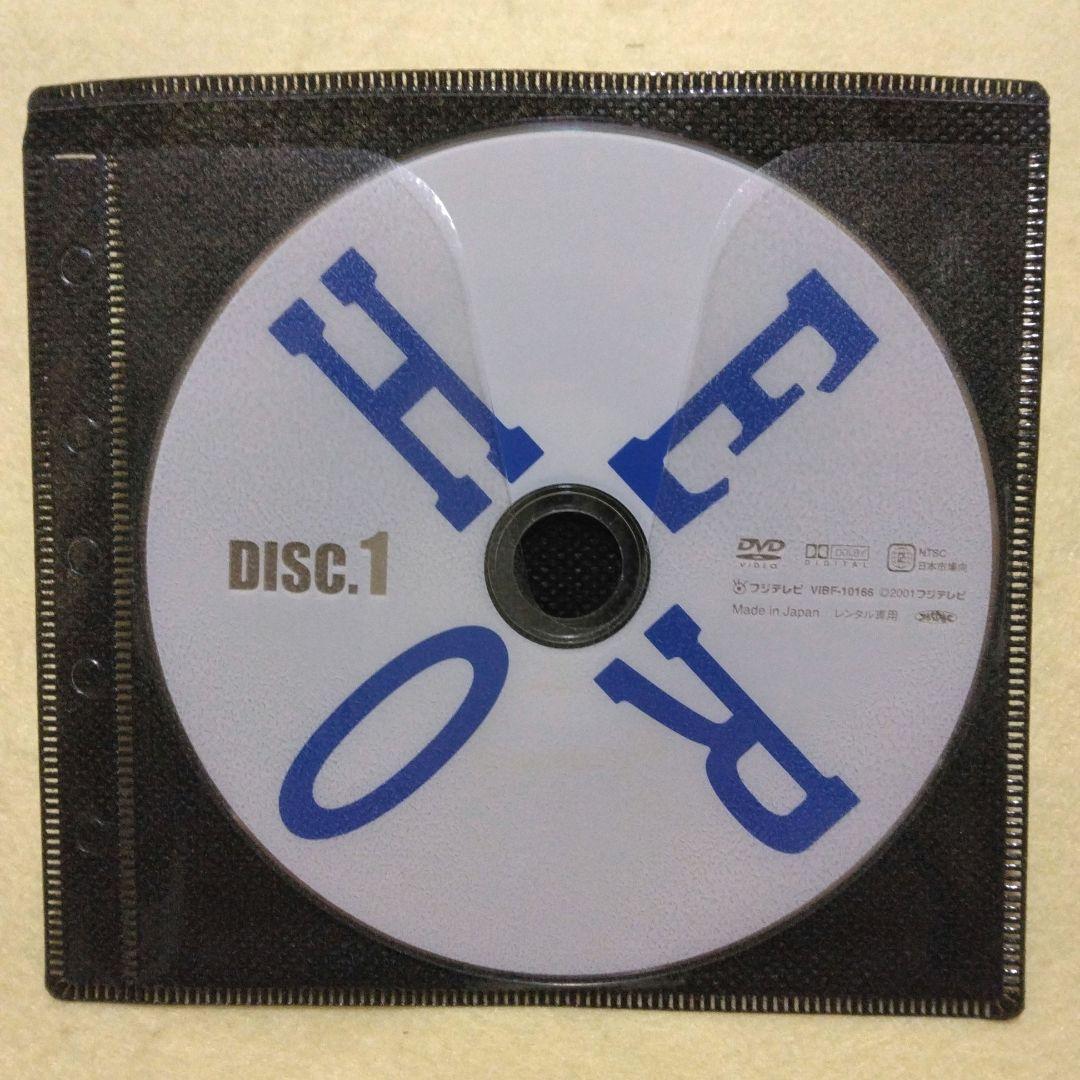 HERO
DISC.1
DVD VIDEO
DOLBY DIGITAL
2 NTSC 日本市場向
フジテレビ VIBF-10166 ©2001フジテレビ
Made in Japan レンタル専用